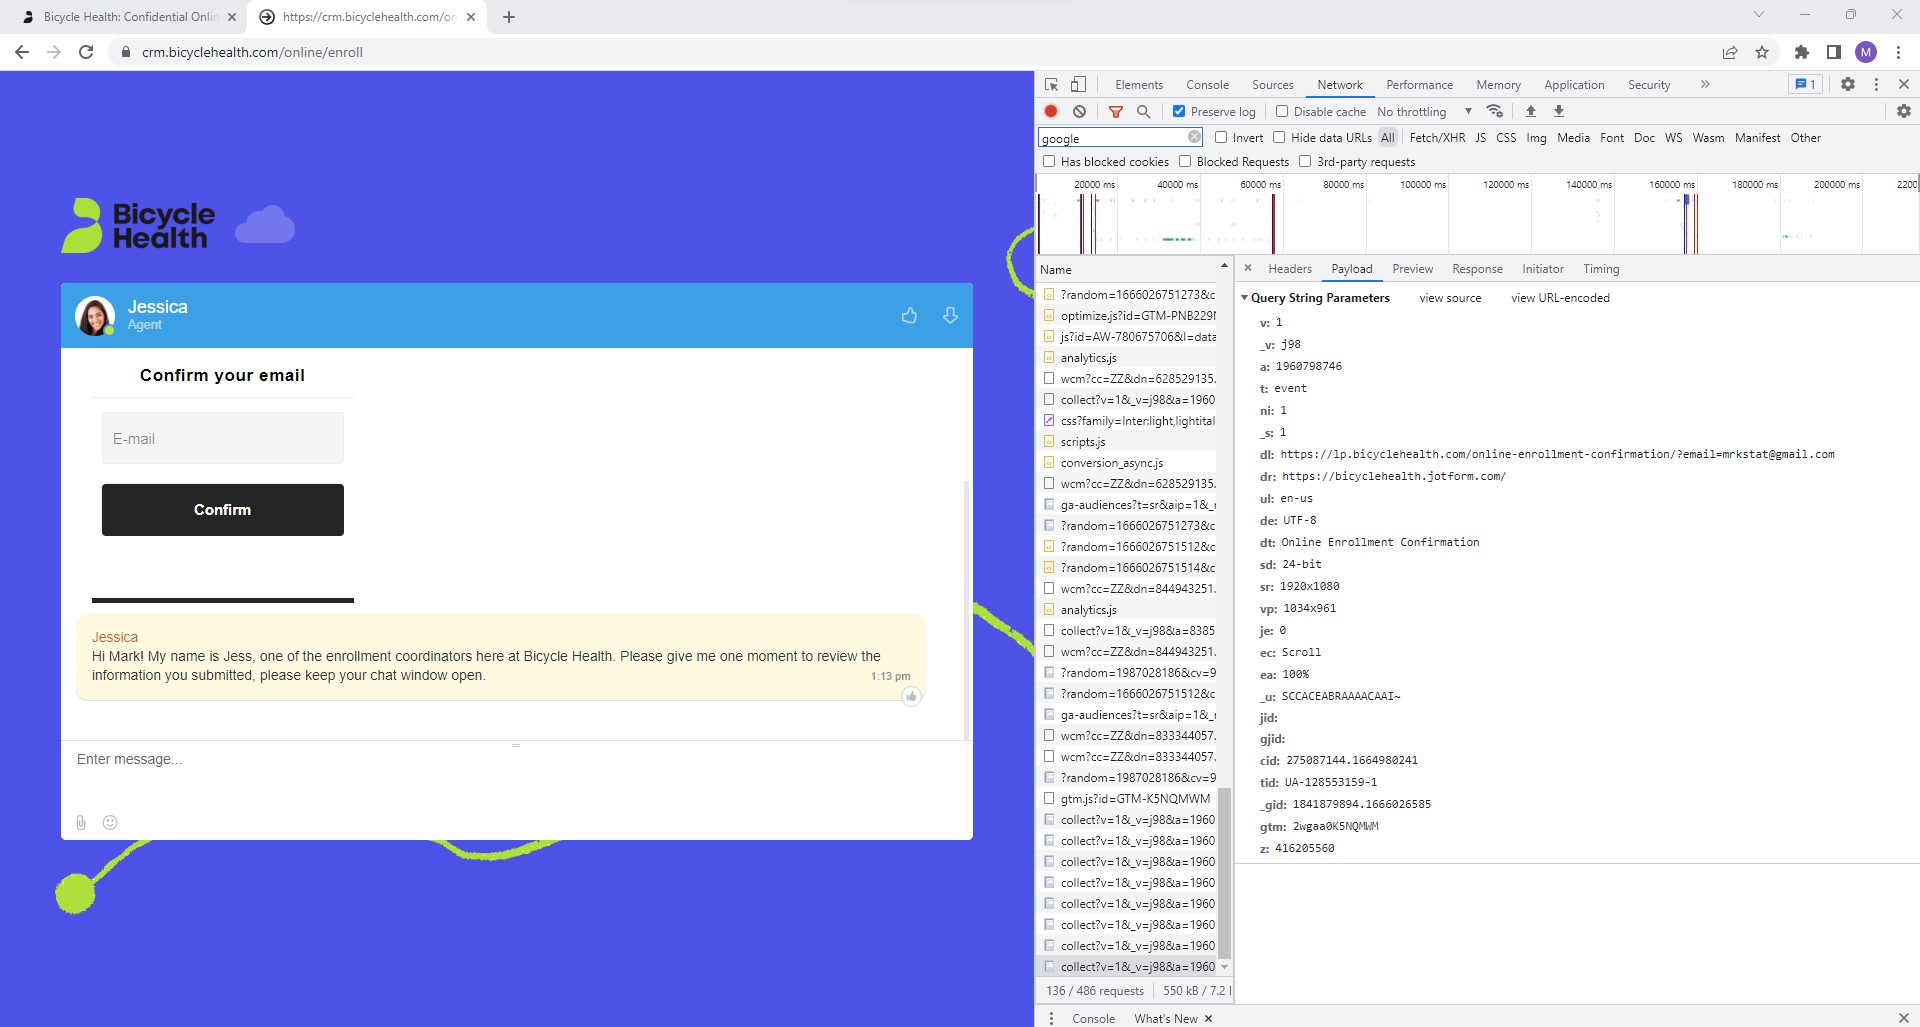 Bicycle Health: Confidential Onlin
https://crm.bicyclehealth.com/on
crm.bicyclehealth.com/online/enroll
M
Bicycle
Health
Jessica
Agent
Confirm your email
E-mail
Confirm
Jessica
Hi Mark! My name is Jess, one of the enrollment coordinators here at Bicycle Health. Please give me one moment to review the
information you submitted, please keep your chat window open.
1:13 pm
Enter message...
Elements Console Sources Network Performance Memory Application Security 1
Preserve log Disable cache No throttling
google
Invert Hide data URLs All Fetch/XHR JS CSS Img Media Font Doc WS Wasm Manifest Other
Has blocked cookies Blocked Requests 3rd-party requests
20000 ms 40000 ms 60000 ms 80000 ms 100000 ms 120000 ms 140000 ms 160000 ms 180000 ms 200000 ms 2200
Name
?random=1666026751273&c
optimize.js?id=GTM-PNB229
js?id=AW-780675706&l=data
analytics.js
wcm?cc=ZZ&dn=628529135.
collect?v=1&_v=j98&a=1960
css?family=Inter:light,lightital
scripts.js
conversion_async.js
wcm?cc=ZZ&dn=628529135.
ga-audiences?t=sr&aip=1&_
?random=1666026751273&c
?random=1666026751512&c
?random=1666026751514&c
wcm?cc=ZZ&dn=844943251.
analytics.js
collect?v=1&_v=j98&a=8385
wcm?cc=ZZ&dn=844943251.
?random=1987028186&cv=9
?random=1666026751512&c
ga-audiences?t=sr&aip=1&_
wcm?cc=ZZ&dn=833344057.
wcm?cc=ZZ&dn=833344057.
?random=1987028186&cv=9
gtm.js?id=GTM-K5NQMWM
collect?v=1&_v=j98&a=1960
collect?v=1&_v=j98&a=1960
collect?v=1&_v=j98&a=1960
collect?v=1&_v=j98&a=1960
collect?v=1&_v=j98&a=1960
collect?v=1&_v=j98&a=1960
collect?v=1&_v=j98&a=1960
collect?v=1&_v=j98&a=1960
136 / 486 requests 550 kB / 7.2
Headers Payload Preview Response Initiator Timing
Query String Parameters view source view URL-encoded
v: 1
_v: j98
a: 1960798746
t: event
ni: 1
_s: 1
dl: https://lp.bicyclehealth.com/online-enrollment-confirmation/?email=mrkstat@gmail.com
dr: https://bicyclehealth.jotform.com/
ul: en-us
de: UTF-8
dt: Online Enrollment Confirmation
sd: 24-bit
sr: 1920x1080
vp: 1034x961
je: 0
ec: Scroll
ea: 100%
_u: SCCACEABRAAAACAAI~
jid:
gjid:
cid: 275087144.1664980241
tid: UA-128553159-1
_gid: 1841879894.1666026585
gtm: 2wgaa0K5NQMWM
z: 416205560
Console What's New